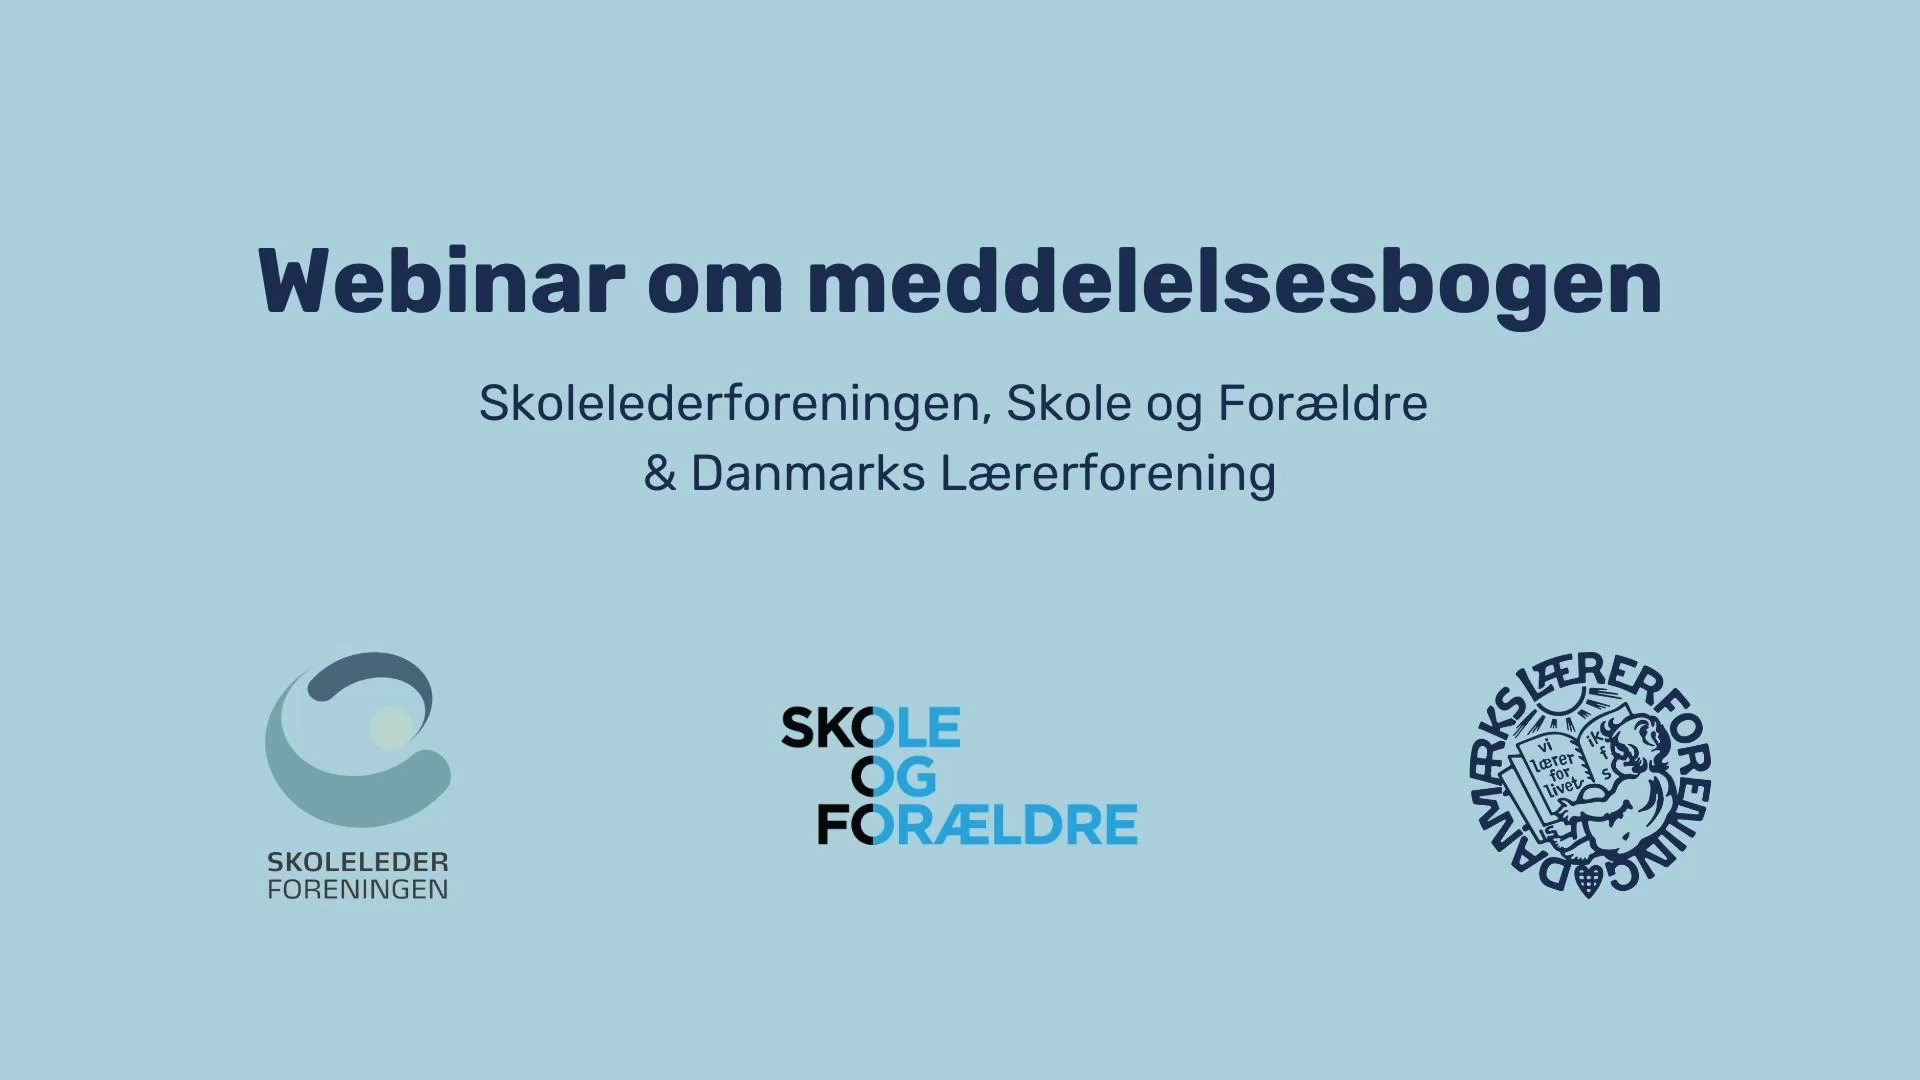 Webinar om meddelelsesbogen
Skolelederforeningen, Skole og Forældre
& Danmarks Lærerforening
SKOLELEDER
FORENINGEN
SKOLE
OG
FORÆLDRE
DANMARKS LÆRERFORENING
vi
lærer
for
livet
ik
f
s